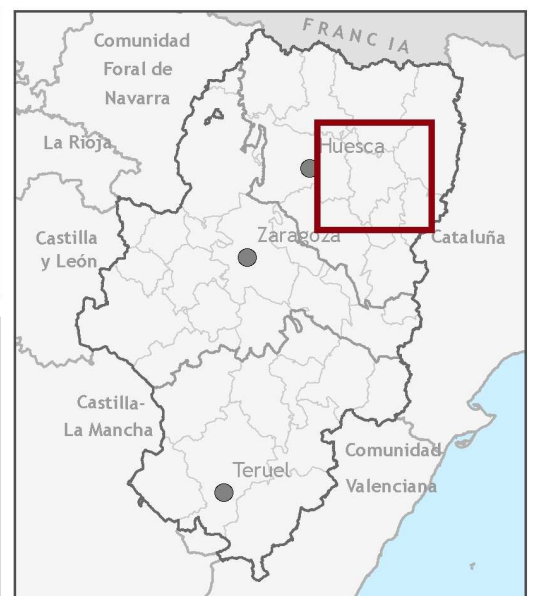 FRANCIA
Comunidad
Foral de
Navarra
La Rioja
Huesca
Zaragoza
Castilla
y León
Cataluña
Castilla-
La Mancha
Teruel
Comunidad
Valenciana